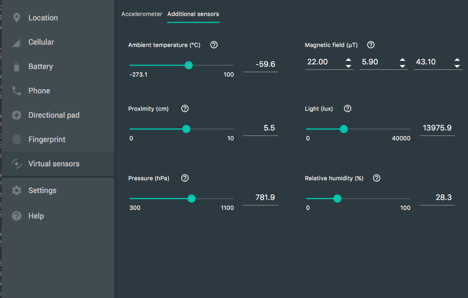 Location
Cellular
Battery
Phone
Directional pad
Fingerprint
Virtual sensors
Settings
Help
Accelerometer Additional sensors
Ambient temperature (°C) ?
-59.6
-273.1 100
Magnetic field (μT) ?
22.00 5.90 43.10
Proximity (cm) ?
5.5
0 10
Light (lux) ?
13975.9
0 40000
Pressure (hPa) ?
781.9
300 1100
Relative humidity (%) ?
28.3
0 100